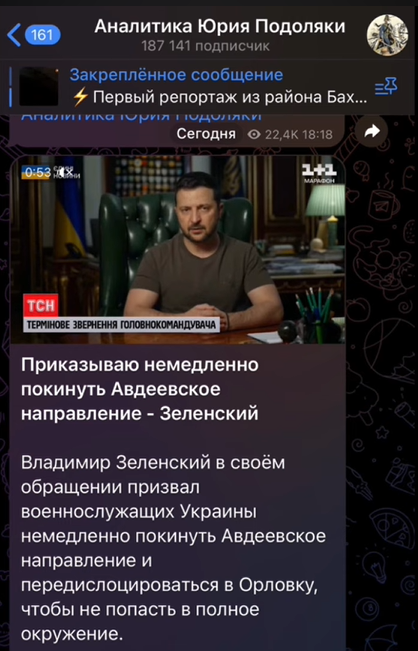 161
Аналитика Юрия Подоляки
187 141 подписчик
Закреплённое сообщение
⚡Первый репортаж из района Бах...
Аналитика Юрия Подоляки
Сегодня 22,4K 18:18
0:53
1+1
МАРАФОН
ТСН
ТЕРМІНОВЕ ЗВЕРНЕННЯ ГОЛОВНОКОМАНДУВАЧА
Приказываю немедленно
покинуть Авдеевское
направление - Зеленский
Владимир Зеленский в своём
обращении призвал
военнослужащих Украины
немедленно покинуть Авдеевское
направление и
передислоцироваться в Орловку,
чтобы не попасть в полное
окружение.